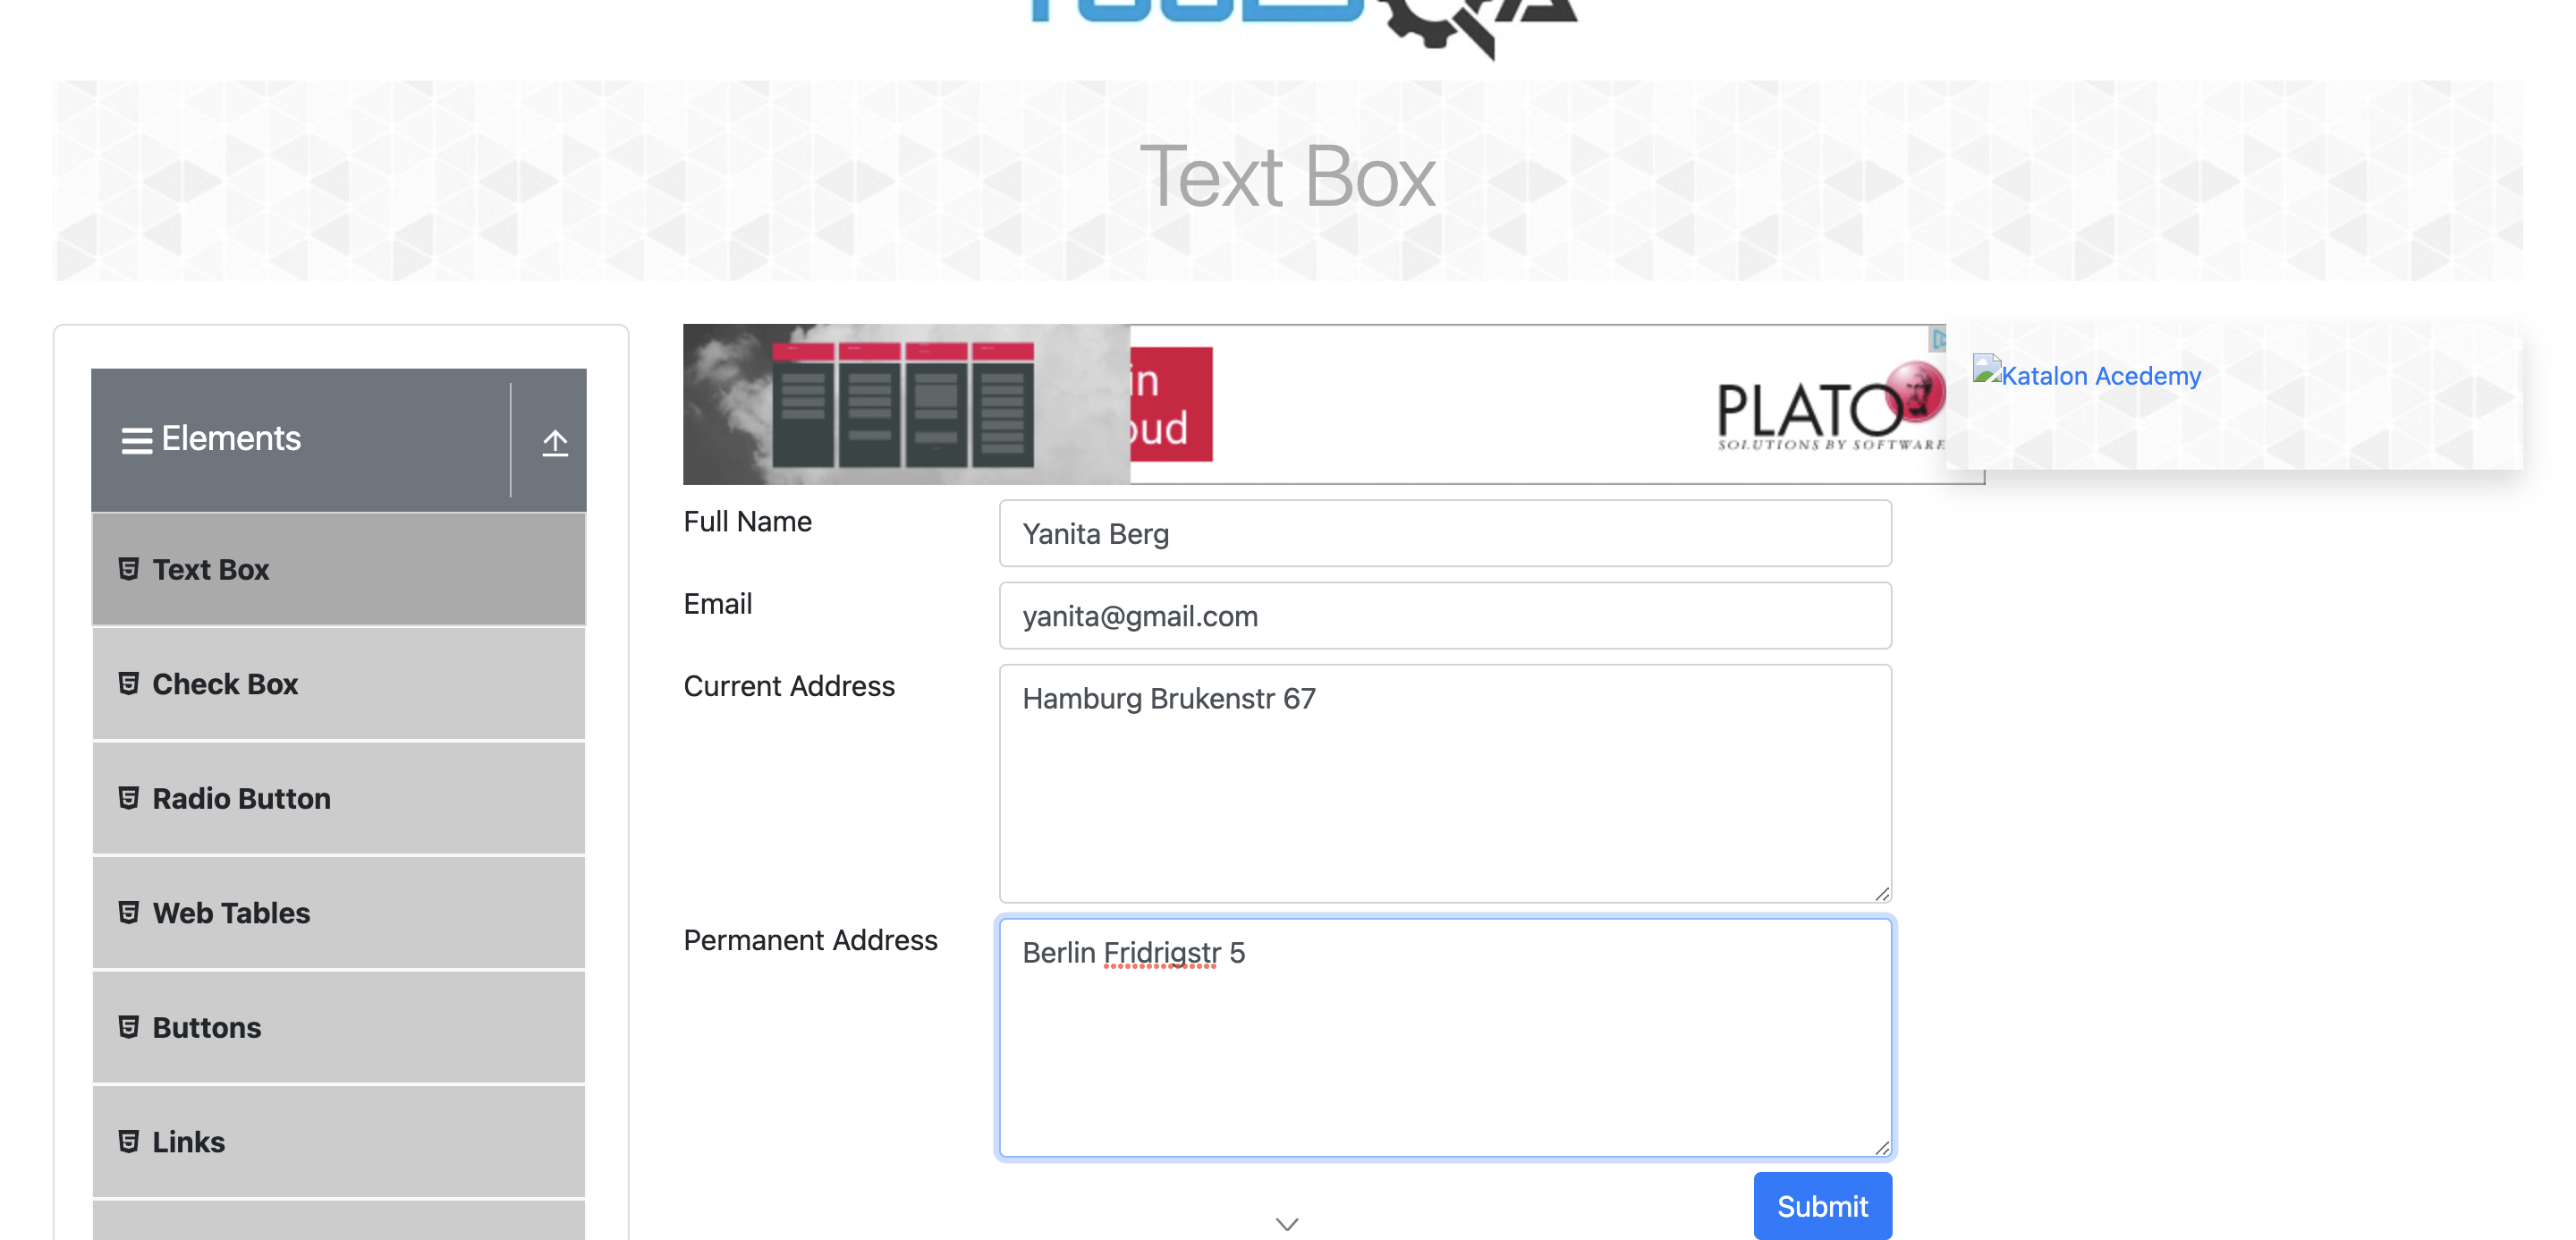 Text Box
Elements
Text Box
Check Box
Radio Button
Web Tables
Buttons
Links
in
oud
PLATO
SOLUTIONS BY SOFTWARE
Katalon Acedemy
Full Name
Yanita Berg
Email
yanita@gmail.com
Current Address
Hamburg Brukenstr 67
Permanent Address
Berlin Fridrigstr 5
Submit